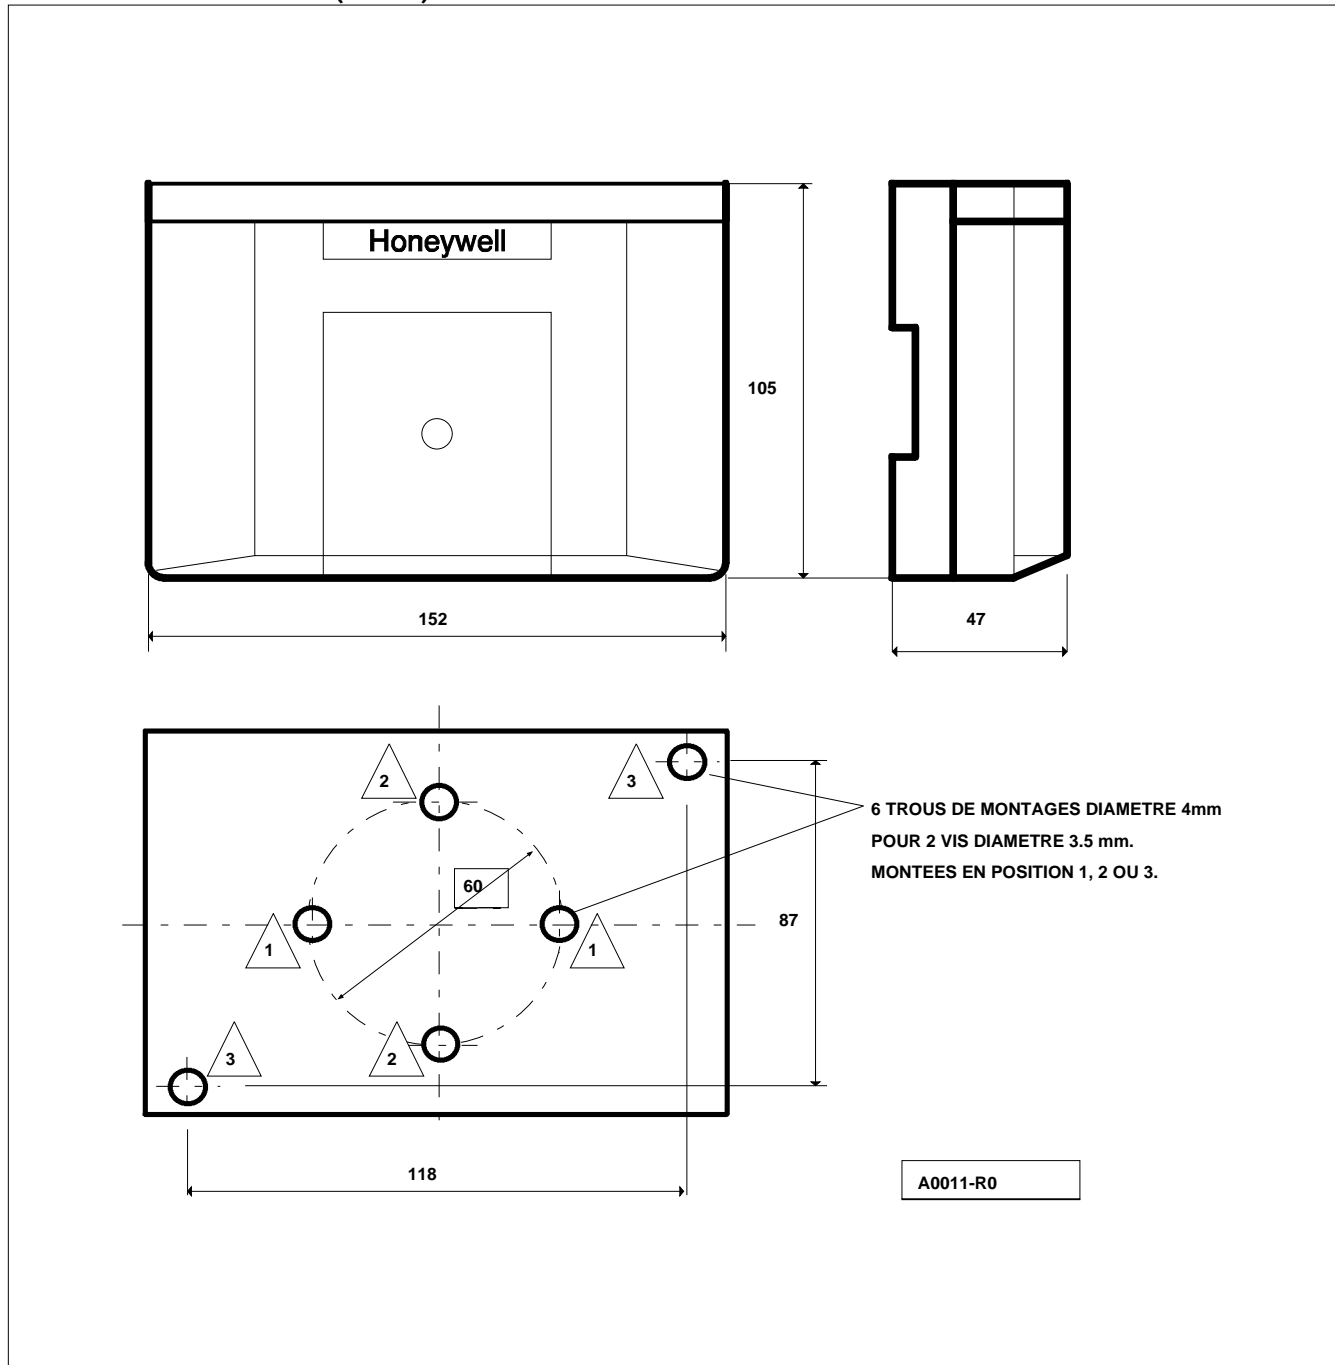 Honeywell
105
152
47
2
3
6 TROUS DE MONTAGES DIAMETRE 4mm
POUR 2 VIS DIAMETRE 3.5 mm.
MONTEES EN POSITION 1, 2 OU 3.
60
87
1
1
3
2
118
A0011-R0